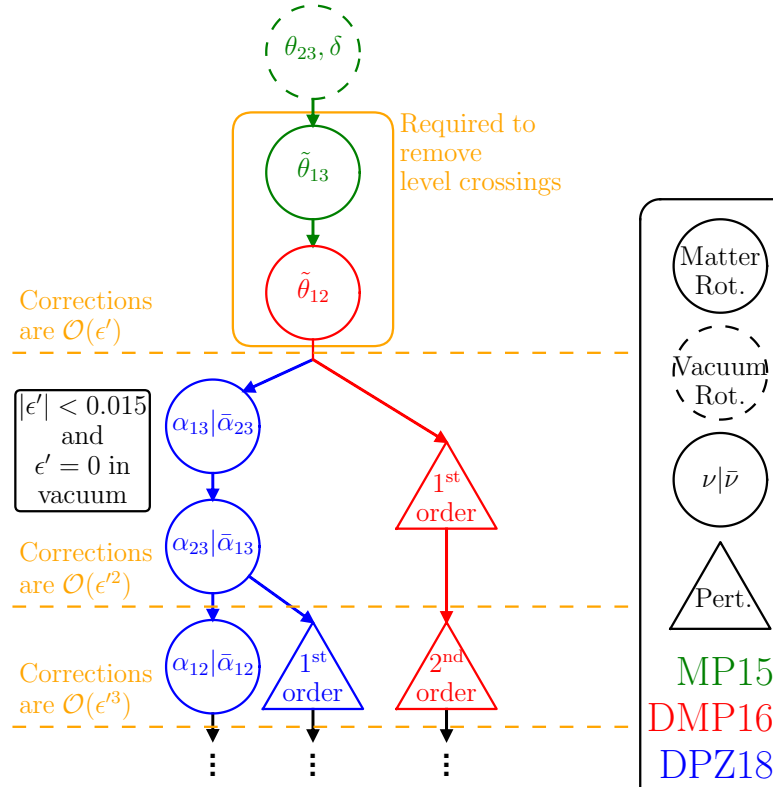 θ₂₃, δ
Required to
remove
level crossings
θ̃₁₃
θ̃₁₂
Corrections
are 𝒪(ϵ′)
|ϵ′| < 0.015
and
ϵ′ = 0 in
vacuum
α₁₃|ᾱ₂₃
1st
order
α₂₃|ᾱ₁₃
Corrections
are 𝒪(ϵ′²)
α₁₂|ᾱ₁₂
1st
order
2nd
order
Corrections
are 𝒪(ϵ′³)
⋮
⋮
⋮
Matter
Rot.
Vacuum
Rot.
ν|ν̄
Pert.
MP15
DMP16
DPZ18